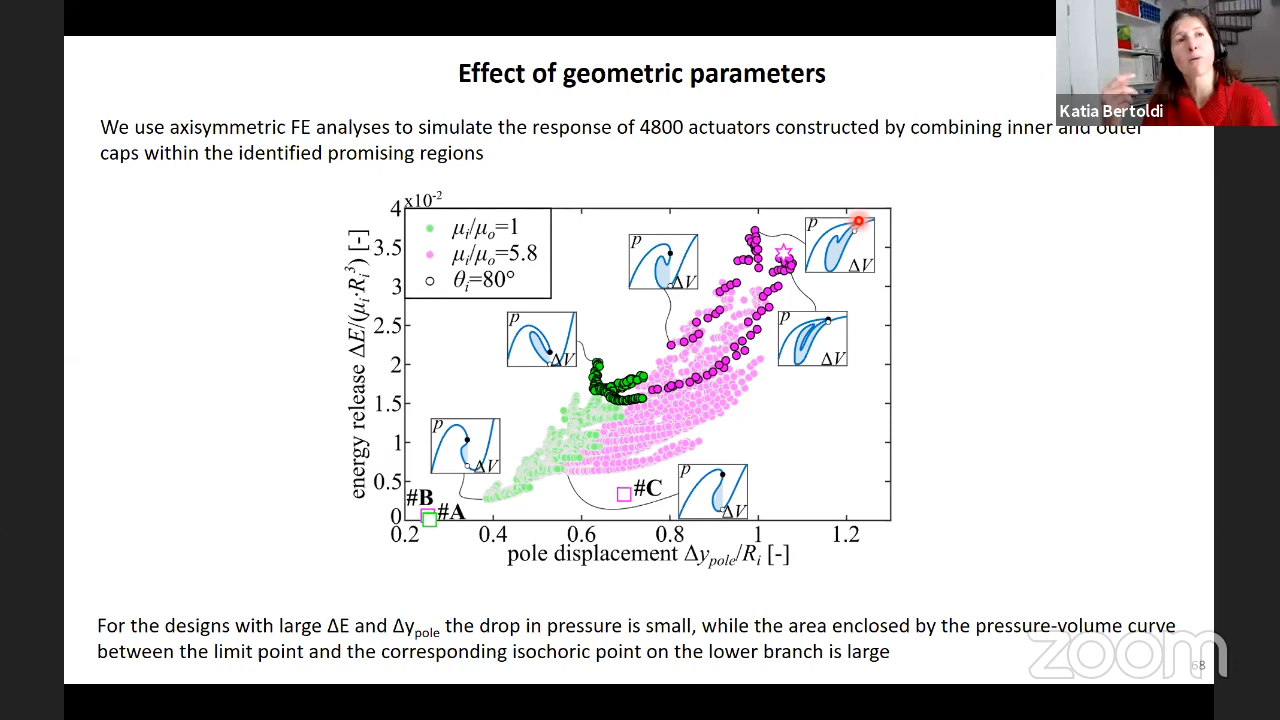 Effect of geometric parameters
Katia Bertoldi
We use axisymmetric FE analyses to simulate the response of 4800 actuators constructed by combining inner and outer
caps within the identified promising regions
x10⁻²
4
3.5
3
2.5
2
1.5
1
0.5
0
energy release ΔE/(μᵢ·Rᵢ³) [-]
μᵢ/μₒ=1
μᵢ/μₒ=5.8
θᵢ=80°
p
ΔV
p
ΔV
p
ΔV
p
ΔV
p
ΔV
p
ΔV
#B
#A
#C
0.2 0.4 0.6 0.8 1 1.2
pole displacement Δy_pole/Rᵢ [-]
For the designs with large ΔE and Δy_pole the drop in pressure is small, while the area enclosed by the pressure-volume curve
between the limit point and the corresponding isochoric point on the lower branch is large
zoom
68